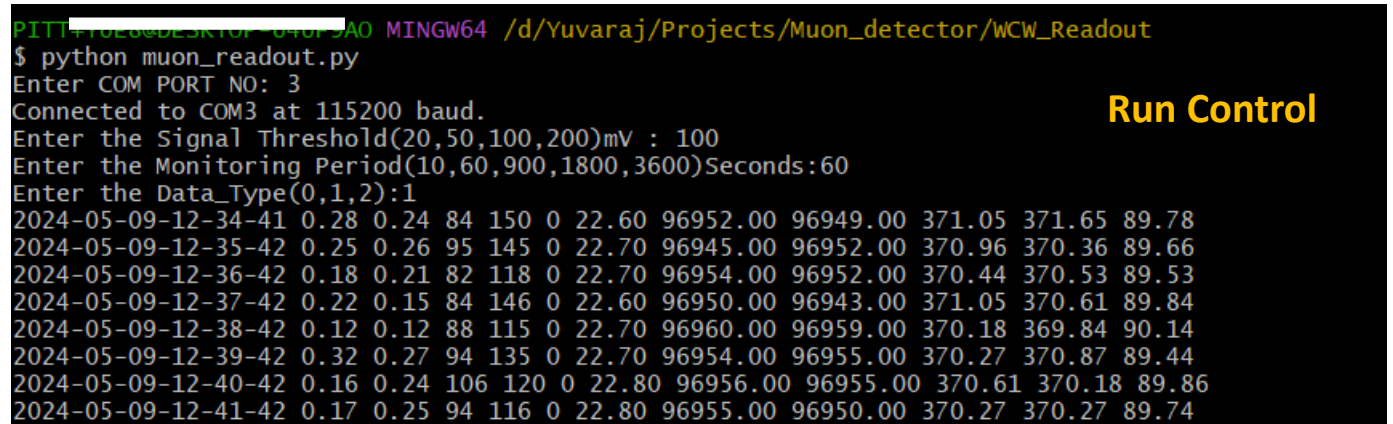 MINGW64 /d/Yuvaraj/Projects/Muon_detector/WCW_Readout
$ python muon_readout.py
Enter COM PORT NO: 3
Connected to COM3 at 115200 baud.
Run Control
Enter the Signal Threshold(20,50,100,200)mV : 100
Enter the Monitoring Period(10,60,900,1800,3600)Seconds:60
Enter the Data_Type(0,1,2):1
2024-05-09-12-34-41 0.28 0.24 84 150 0 22.60 96952.00 96949.00 371.05 371.65 89.78
2024-05-09-12-35-42 0.25 0.26 95 145 0 22.70 96945.00 96952.00 370.96 370.36 89.66
2024-05-09-12-36-42 0.18 0.21 82 118 0 22.70 96954.00 96952.00 370.44 370.53 89.53
2024-05-09-12-37-42 0.22 0.15 84 146 0 22.60 96950.00 96943.00 371.05 370.61 89.84
2024-05-09-12-38-42 0.12 0.12 88 115 0 22.70 96960.00 96959.00 370.18 369.84 90.14
2024-05-09-12-39-42 0.32 0.27 94 135 0 22.70 96954.00 96955.00 370.27 370.87 89.44
2024-05-09-12-40-42 0.16 0.24 106 120 0 22.80 96956.00 96955.00 370.61 370.18 89.86
2024-05-09-12-41-42 0.17 0.25 94 116 0 22.80 96955.00 96950.00 370.27 370.27 89.74